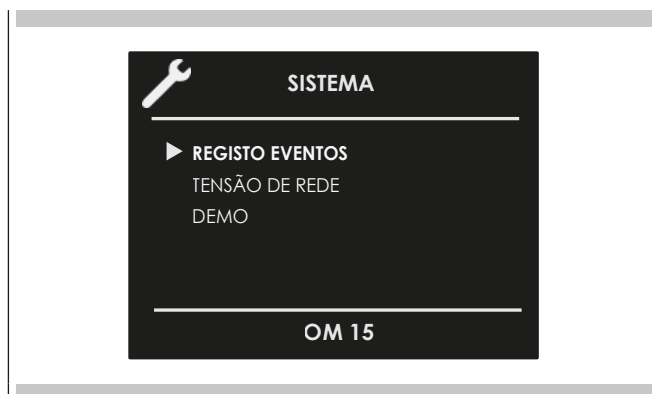 SISTEMA
REGISTO EVENTOS
TENSÃO DE REDE
DEMO
OM 15